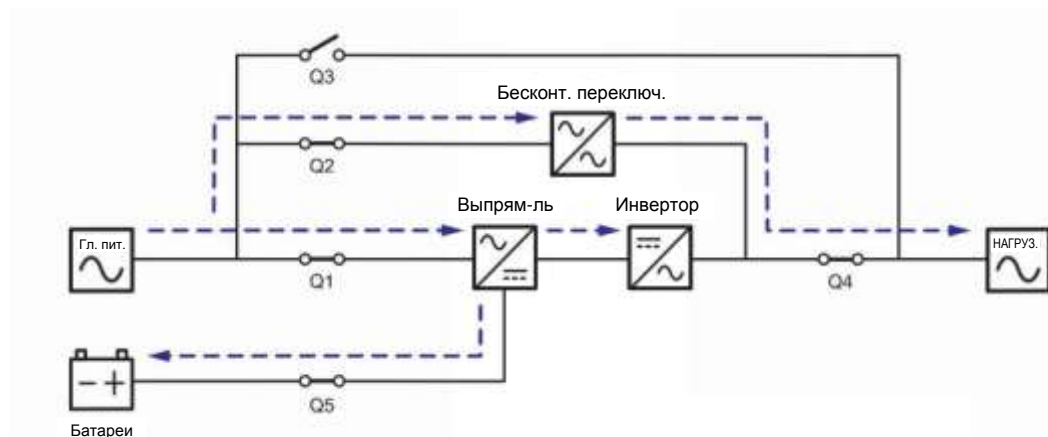 Q3
Бесконт. переключ.
Q2
Выпрям-ль
Инвертор
Гл. пит.
НАГРУЗ.
Q1
Q4
Q5
Батареи